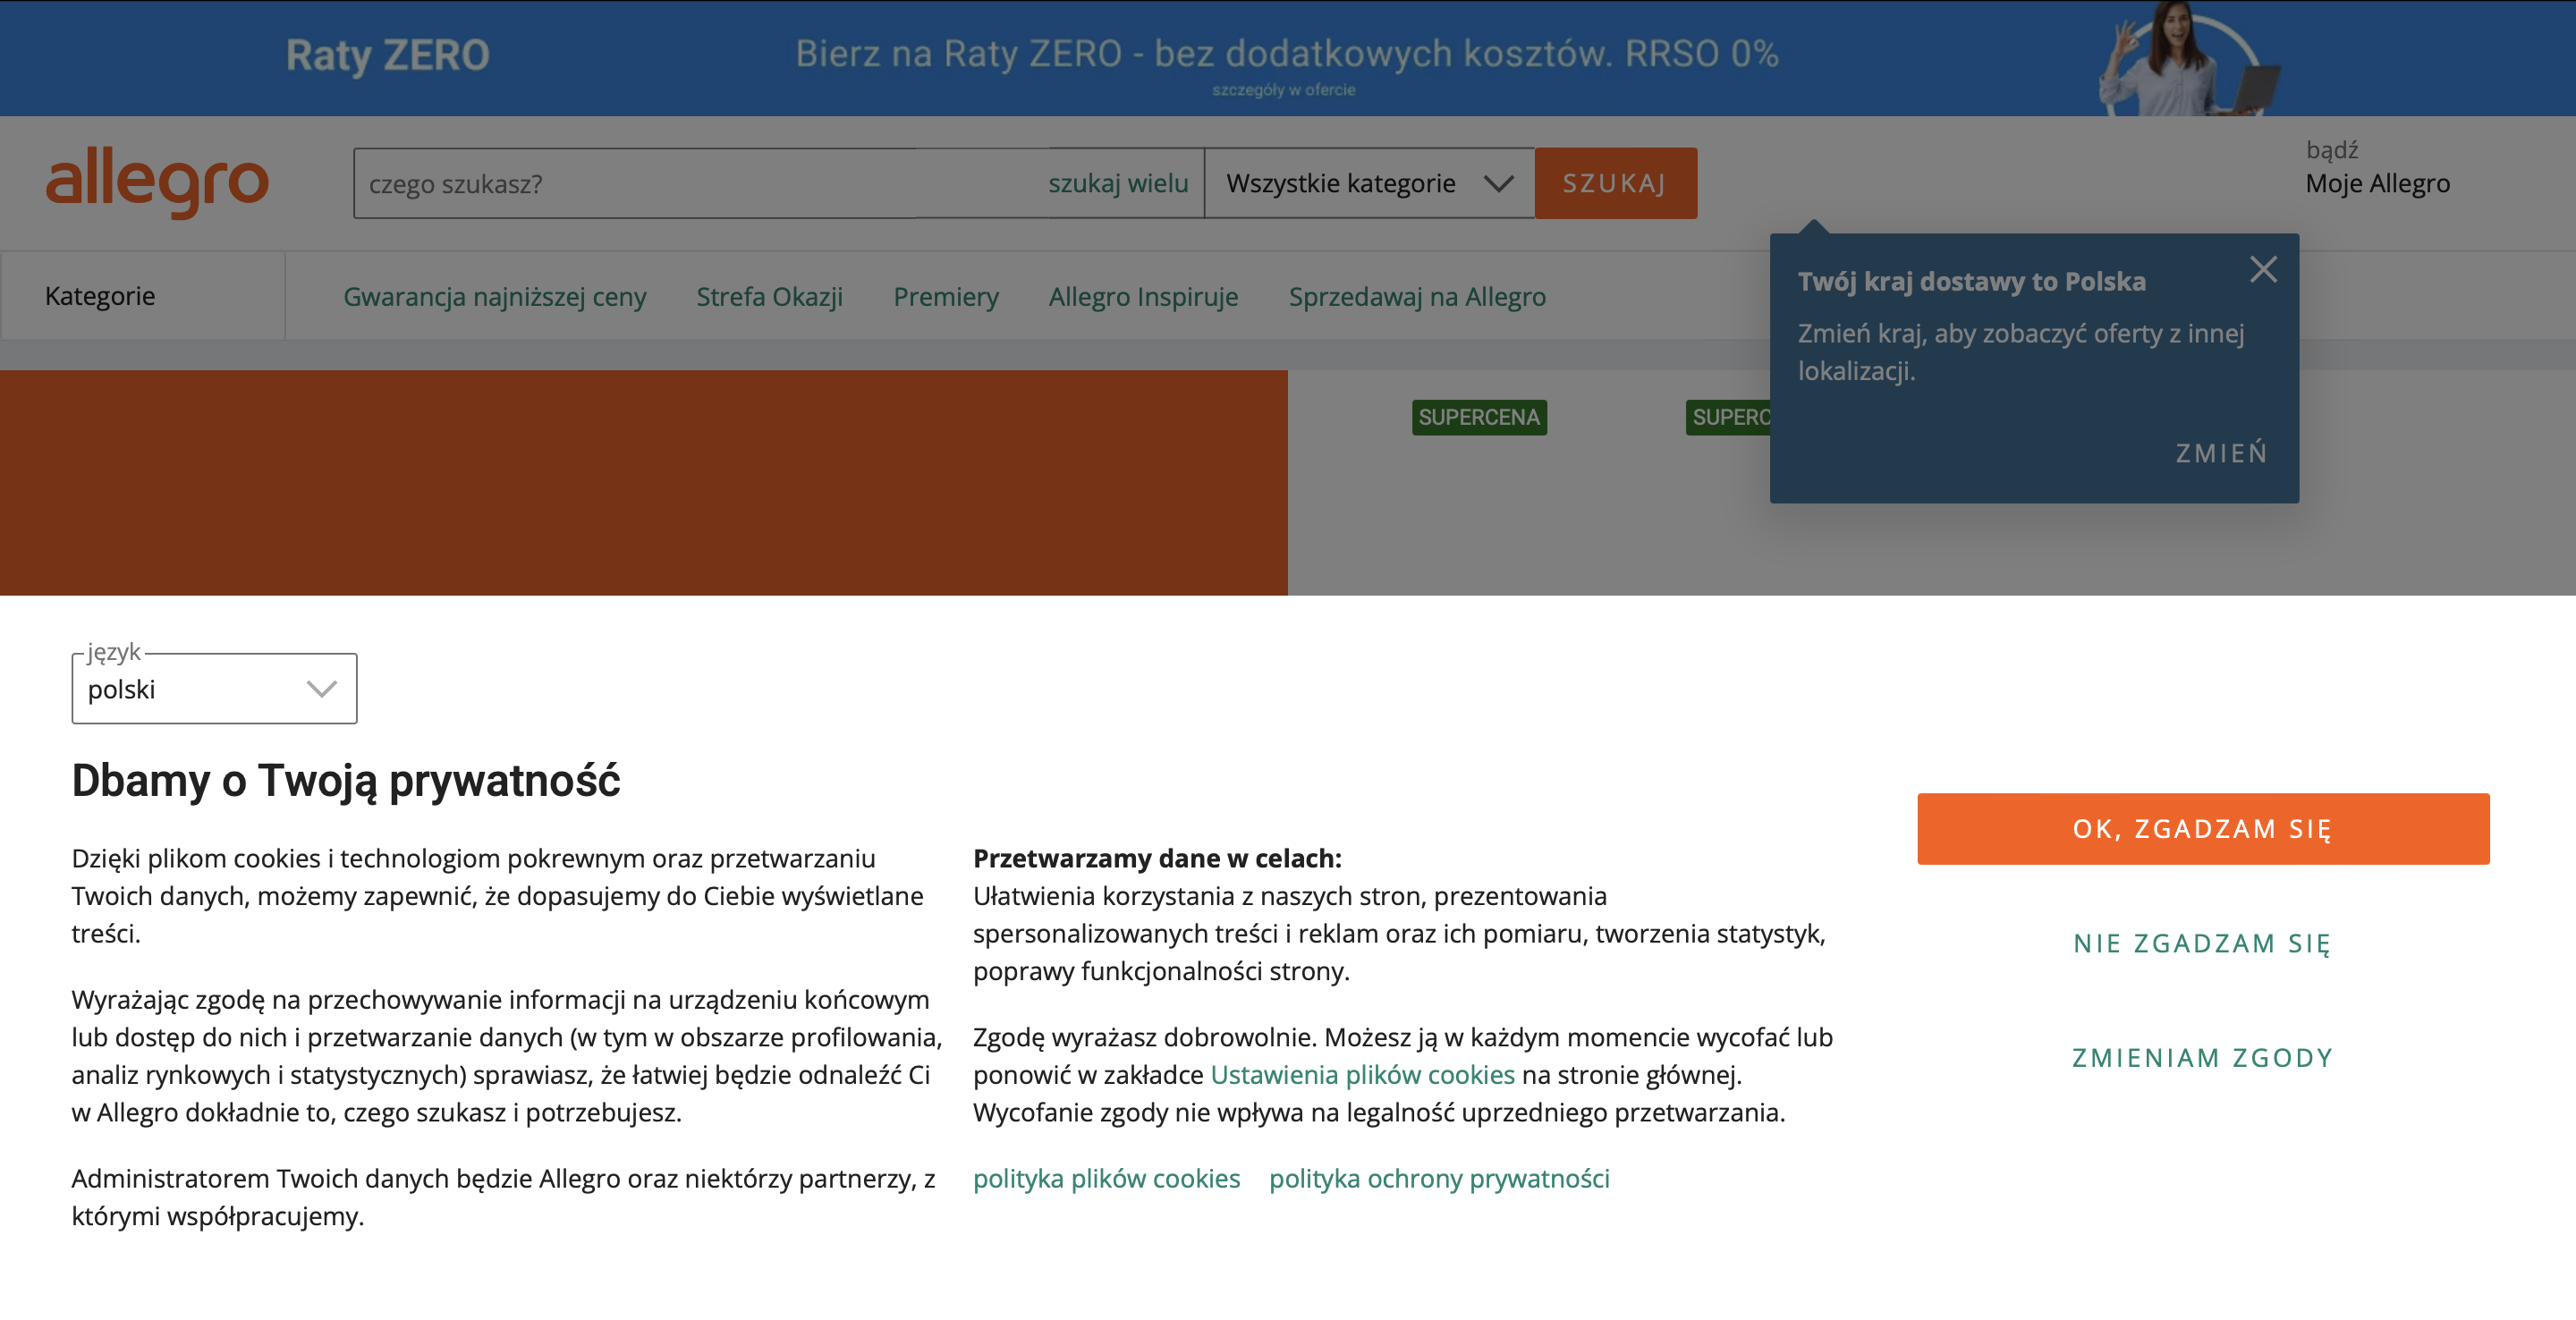 Raty ZERO
Bierz na Raty ZERO - bez dodatkowych kosztów. RRSO 0%
szczegóły w ofercie
allegro
czego szukasz?
szukaj wielu
Wszystkie kategorie
SZUKAJ
bądź
Moje Allegro
Kategorie
Gwarancja najniższej ceny
Strefa Okazji
Premiery
Allegro Inspiruje
Sprzedawaj na Allegro
Twój kraj dostawy to Polska
Zmień kraj, aby zobaczyć oferty z innej
lokalizacji.
ZMIEŃ
SUPERCENA
SUPERC
język
polski
Dbamy o Twoją prywatność
Dzięki plikom cookies i technologiom pokrewnym oraz przetwarzaniu
Twoich danych, możemy zapewnić, że dopasujemy do Ciebie wyświetlane
treści.
Wyrażając zgodę na przechowywanie informacji na urządzeniu końcowym
lub dostęp do nich i przetwarzanie danych (w tym w obszarze profilowania,
analiz rynkowych i statystycznych) sprawiasz, że łatwiej będzie odnaleźć Ci
w Allegro dokładnie to, czego szukasz i potrzebujesz.
Administratorem Twoich danych będzie Allegro oraz niektórzy partnerzy, z
którymi współpracujemy.
Przetwarzamy dane w celach:
Ułatwienia korzystania z naszych stron, prezentowania
spersonalizowanych treści i reklam oraz ich pomiaru, tworzenia statystyk,
poprawy funkcjonalności strony.
Zgodę wyrażasz dobrowolnie. Możesz ją w każdym momencie wycofać lub
ponowić w zakładce Ustawienia plików cookies na stronie głównej.
Wycofanie zgody nie wpływa na legalność uprzedniego przetwarzania.
polityka plików cookies polityka ochrony prywatności
OK, ZGADZAM SIĘ
NIE ZGADZAM SIĘ
ZMIENIAM ZGODY